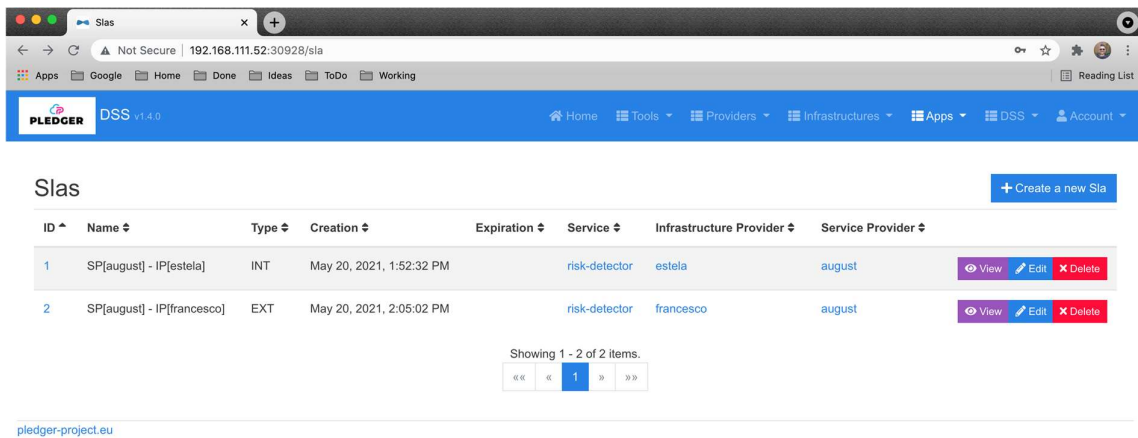 Slas
Not Secure | 192.168.111.52:30928/sla
Apps Google Home Done Ideas ToDo Working Reading List
PLEDGER DSS v1.4.0 Home Tools Providers Infrastructures Apps DSS Account
Slas
+ Create a new Sla
ID Name Type Creation Expiration Service Infrastructure Provider Service Provider
1 SP[august] - IP[estela] INT May 20, 2021, 1:52:32 PM risk-detector estela august View Edit Delete
2 SP[august] - IP[francesco] EXT May 20, 2021, 2:05:02 PM risk-detector francesco august View Edit Delete
Showing 1 - 2 of 2 items.
«« « 1 » »»
pledger-project.eu